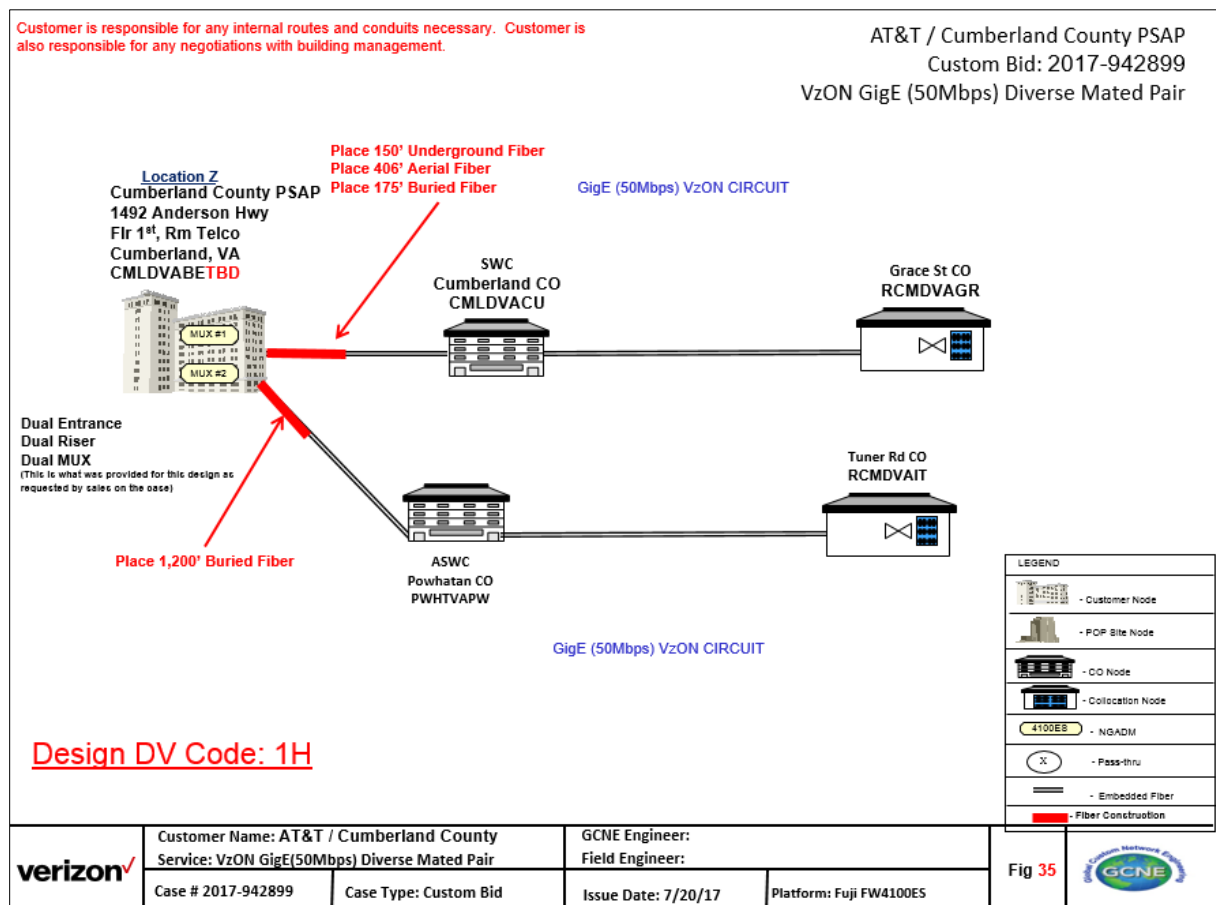 Customer is responsible for any internal routes and conduits necessary. Customer is
also responsible for any negotiations with building management.
AT&T / Cumberland County PSAP
Custom Bid: 2017-942899
VzON GigE (50Mbps) Diverse Mated Pair
Place 150' Underground Fiber
Place 406' Aerial Fiber
Place 175' Buried Fiber
GigE (50Mbps) VzON CIRCUIT
Location Z
Cumberland County PSAP
1492 Anderson Hwy
Flr 1st, Rm Telco
Cumberland, VA
CMLDVABETBD
MUX #1
MUX #2
SWC
Cumberland CO
CMLDVACU
Grace St CO
RCMDVAGR
Dual Entrance
Dual Riser
Dual MUX
(This is what was provided for this design as
requested by sales on the case)
Tuner Rd CO
RCMDVAIT
Place 1,200' Buried Fiber
ASWC
Powhatan CO
PWHTVAPW
GigE (50Mbps) VzON CIRCUIT
LEGEND
- Customer Node
- POP Site Node
- CO Node
- Collocation Node
4100ES - NGADM
X - Pass-thru
- Embedded Fiber
- Fiber Construction
Design DV Code: 1H
verizon
Customer Name: AT&T / Cumberland County
Service: VzON GigE(50Mbps) Diverse Mated Pair
GCNE Engineer:
Field Engineer:
Case # 2017-942899
Case Type: Custom Bid
Issue Date: 7/20/17
Platform: Fuji FW4100ES
Fig 35
Global Custom Network Engineering
GCNE